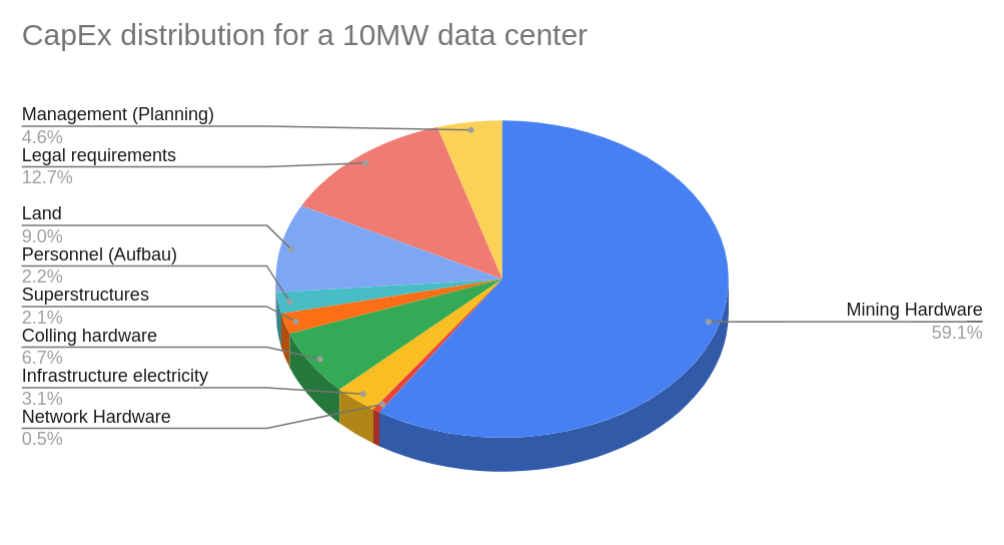 CapEx distribution for a 10MW data center
Management (Planning)
4.6%
Legal requirements
12.7%
Land
9.0%
Personnel (Aufbau)
2.2%
Superstructures
2.1%
Colling hardware
6.7%
Infrastructure electricity
3.1%
Network Hardware
0.5%
Mining Hardware
59.1%